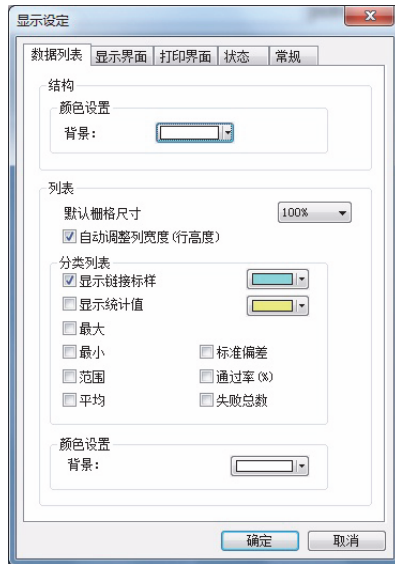 显示设定
数据列表 显示界面 打印界面 状态 常规
结构
颜色设置
背景：
列表
默认栅格尺寸 100%
自动调整列宽度(行高度)
分类列表
显示链接标样
显示统计值
最大
最小 标准偏差
范围 通过率(%)
平均 失败总数
颜色设置
背景：
确定 取消